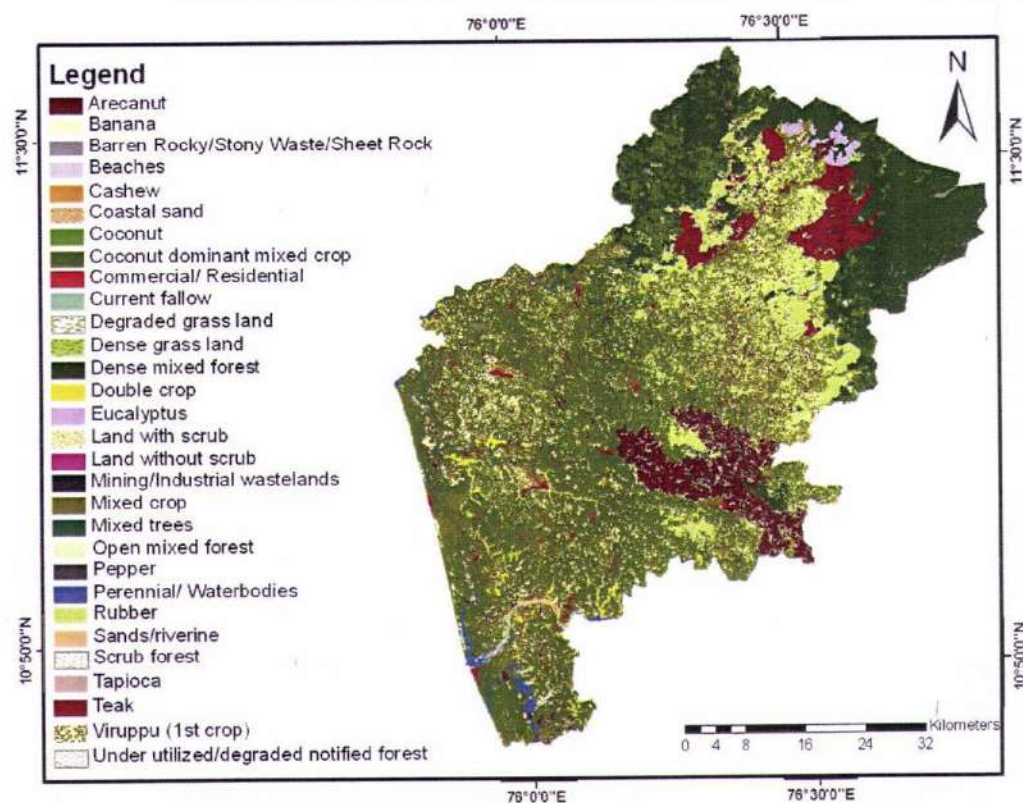 76°0'0"E
76°30'0"E
Legend
N
Arecanut
Banana
Barren Rocky/Stony Waste/Sheet Rock
Beaches
Cashew
Coastal sand
Coconut
Coconut dominant mixed crop
Commercial/ Residential
Current fallow
Degraded grass land
Dense grass land
Dense mixed forest
Double crop
Eucalyptus
Land with scrub
Land without scrub
Mining/Industrial wastelands
Mixed crop
Mixed trees
Open mixed forest
Pepper
Perennial/ Waterbodies
Rubber
Sands/riverine
Scrub forest
Tapioca
Teak
Viruppu (1st crop)
Under utilized/degraded notified forest
11°30'0"N
11°30'0"N
10°50'0"N
10°50'0"N
Kilometers
0 4 8 16 24 32
76°0'0"E
76°30'0"E